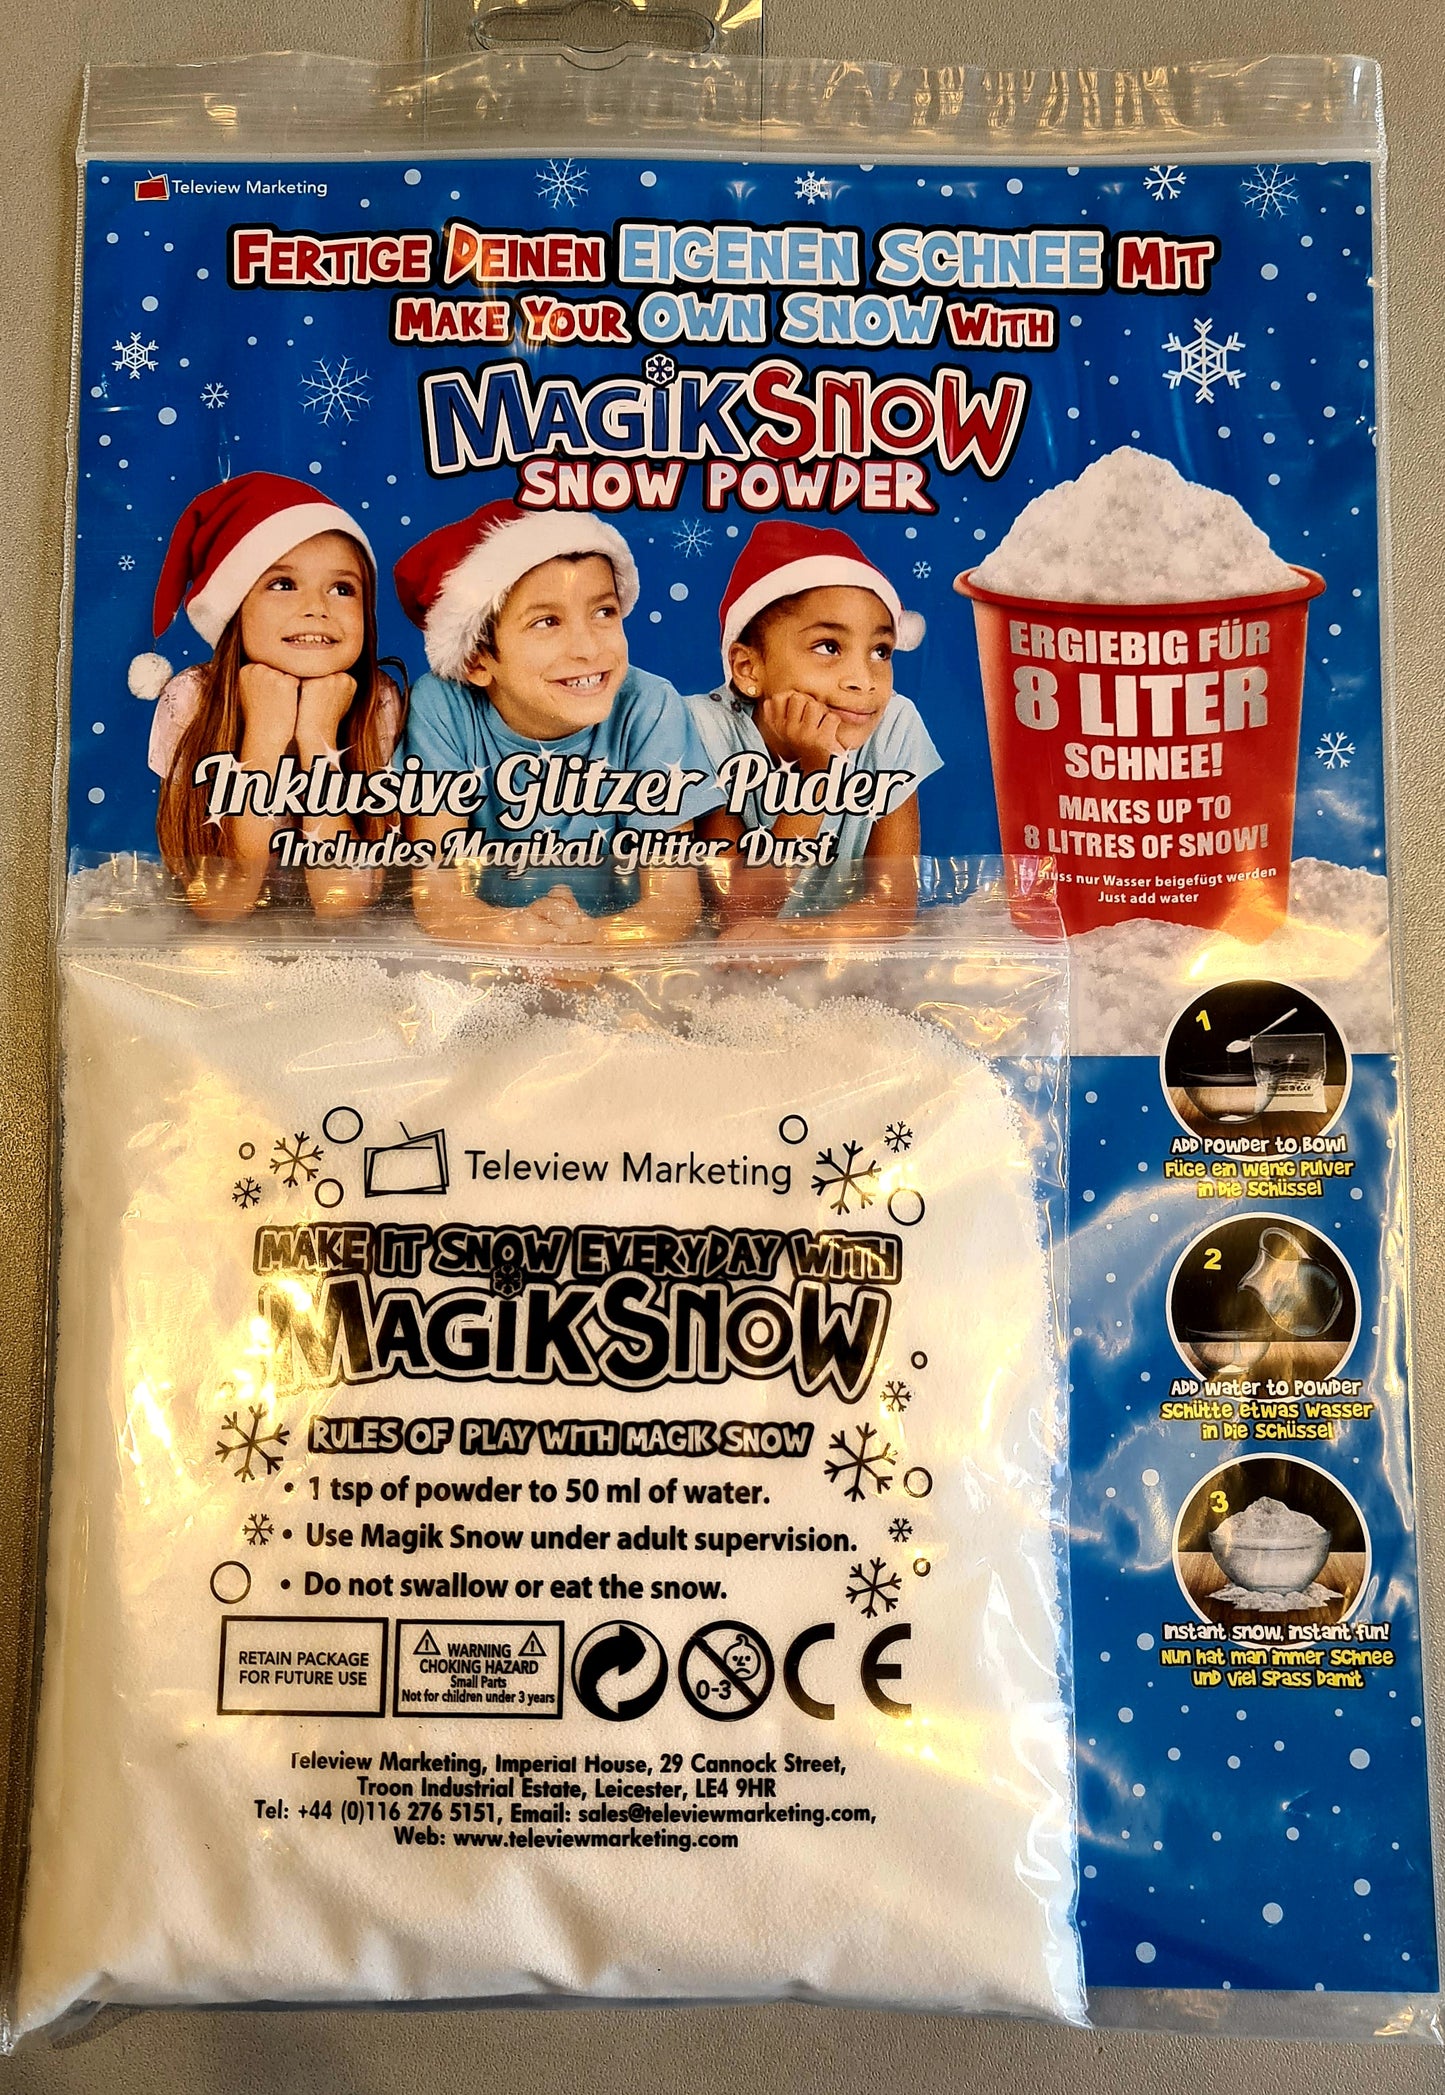 Teleview Marketing
FERTIGE DEINEN EIGENEN SCHNEE MIT
MAKE YOUR OWN SNOW WITH
MAGIKSNOW
SNOW POWDER
ERGIEBIG FÜR
8 LITER
SCHNEE!
MAKES UP TO
8 LITRES OF SNOW!
Es muss nur Wasser beigefügt werden
Just add water
Inklusive Glitzer Puder
Includes Magikal Glitter Dust
1
ADD POWDER TO BOWL
FÜGE EIN WENIG PULVER
IN DIE SCHÜSSEL
2
ADD WATER TO POWDER
SCHÜTTE ETWAS WASSER
IN DIE SCHÜSSEL
3
INSTANT SNOW, INSTANT FUN!
NUN HAT MAN IMMER SCHNEE
UND VIEL SPASS DAMIT
Teleview Marketing
MAKE IT SNOW EVERYDAY WITH
MAGIKSNOW
RULES OF PLAY WITH MAGIK SNOW
• 1 tsp of powder to 50 ml of water.
• Use Magik Snow under adult supervision.
• Do not swallow or eat the snow.
RETAIN PACKAGE
FOR FUTURE USE
WARNING
CHOKING HAZARD
Small Parts
Not for children under 3 years
0-3
CE
Teleview Marketing, Imperial House, 29 Cannock Street,
Troon Industrial Estate, Leicester, LE4 9HR
Tel: +44 (0)116 276 5151, Email: sales@televiewmarketing.com,
Web: www.televiewmarketing.com